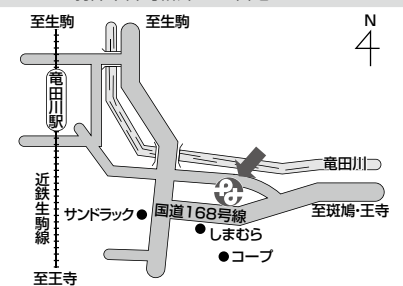 至生駒
至生駒
N
竜田川駅
竜田川
近鉄生駒線
サンドラック
国道168号線
至斑鳩・王寺
しまむら
コープ
至王寺